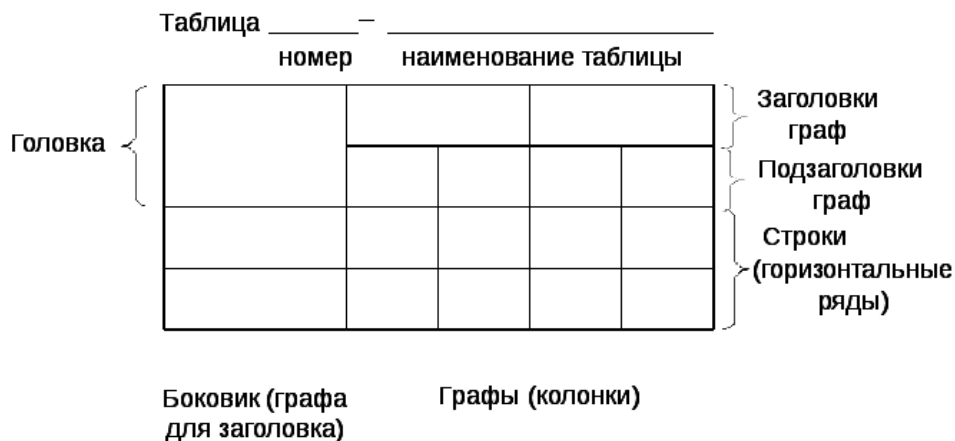 Таблица _______– ______________________
номер наименование таблицы
Заголовки
граф
Головка
Подзаголовки
граф
Строки
(горизонтальные
ряды)
Боковик (графа
для заголовка)
Графы (колонки)